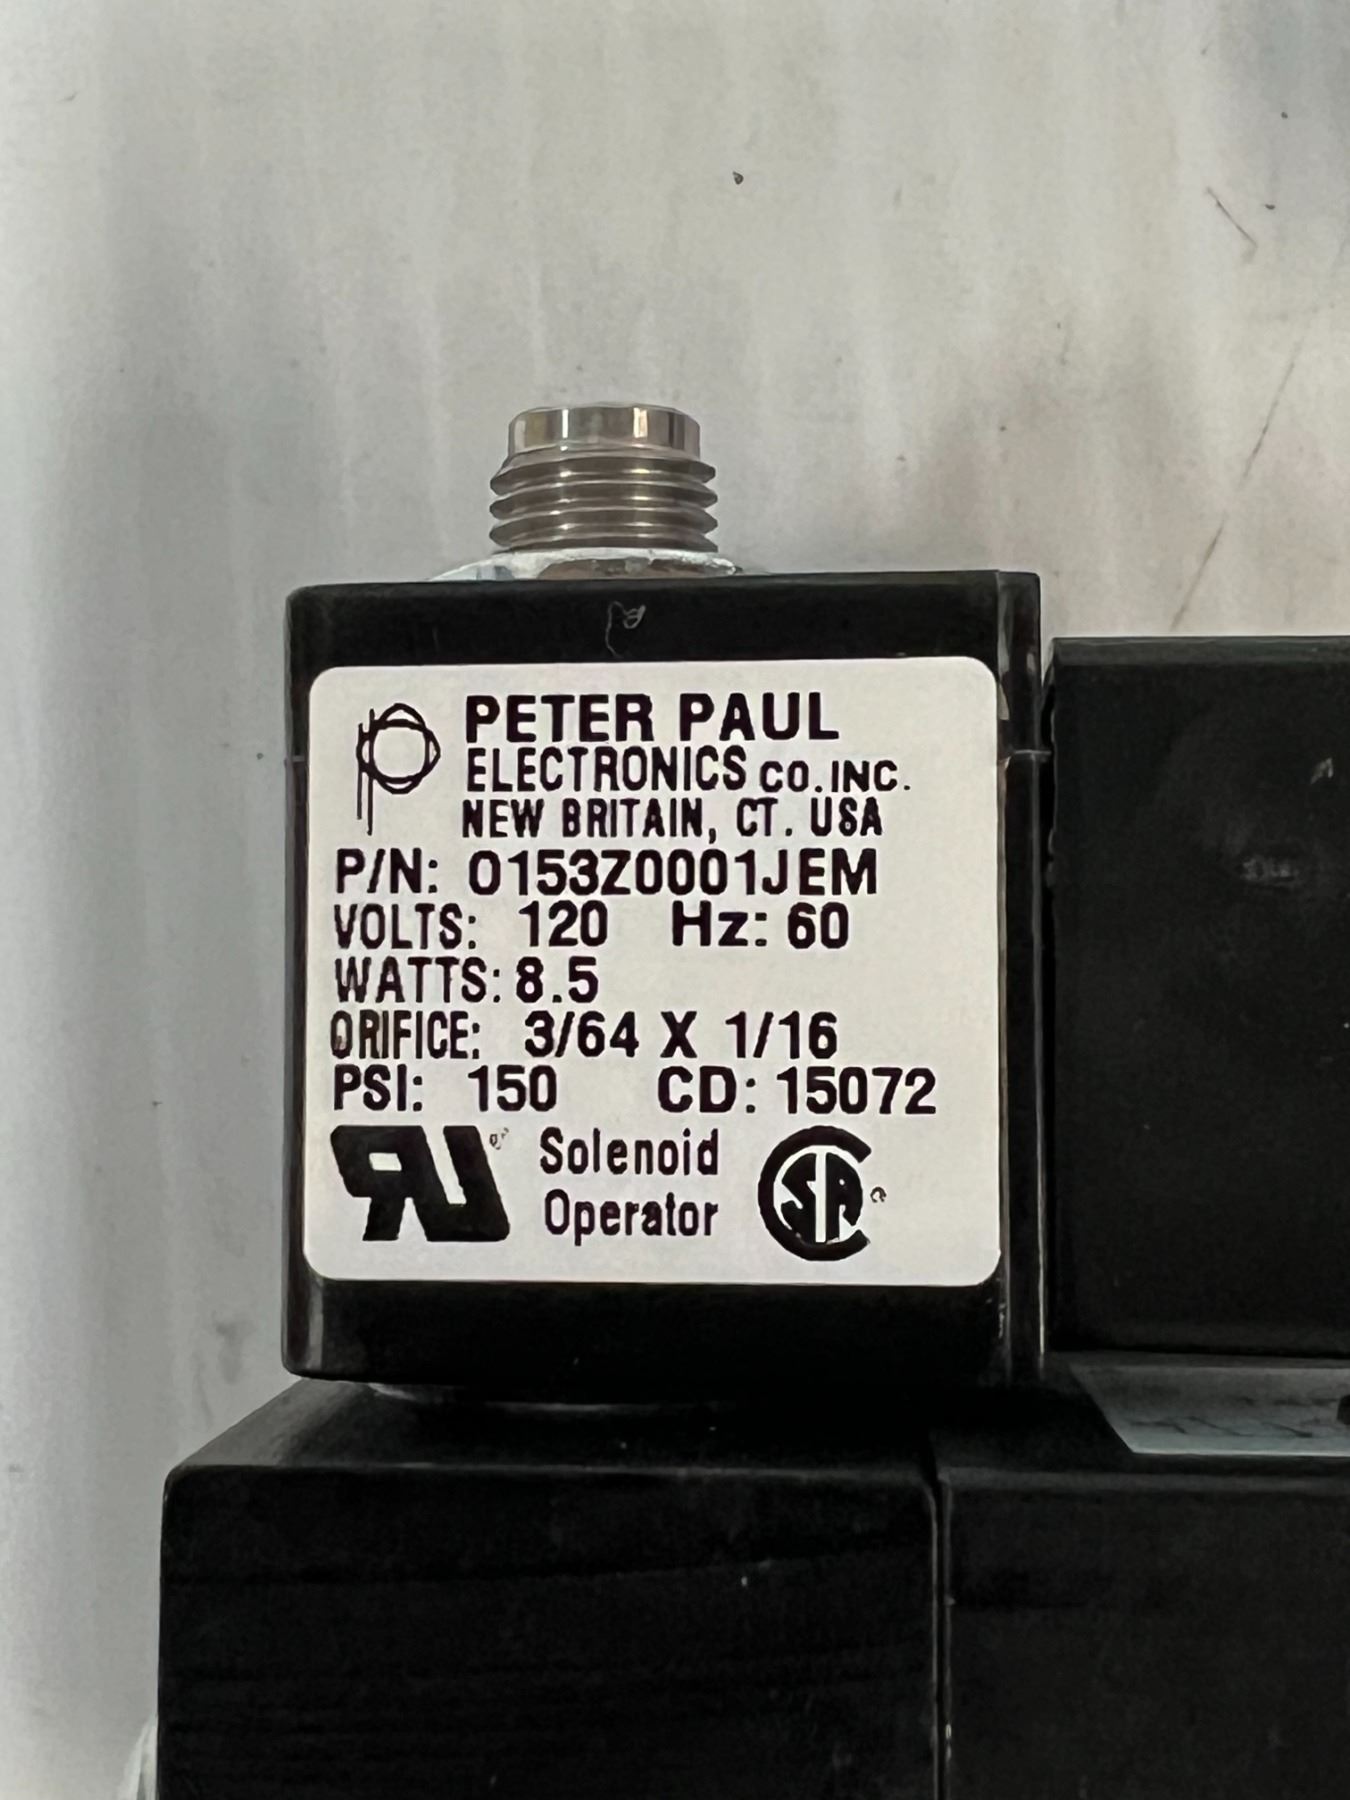 PETER PAUL
ELECTRONICS CO. INC.
NEW BRITAIN, CT. USA
P/N: 0153Z0001JEM
VOLTS: 120 Hz: 60
WATTS: 8.5
ORIFICE: 3/64 X 1/16
PSI: 150 CD: 15072
Solenoid
Operator